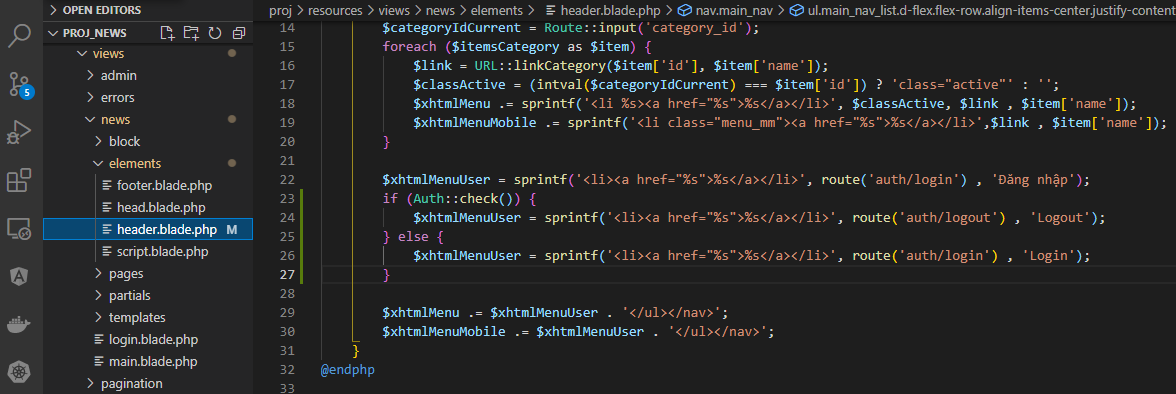 OPEN EDITORS
PROJ_NEWS
views
admin
errors
news
block
elements
footer.blade.php
head.blade.php
header.blade.php M
script.blade.php
pages
partials
templates
login.blade.php
main.blade.php
pagination
5
proj > resources > views > news > elements > header.blade.php > nav.main_nav > ul.main_nav_list.d-flex.flex-row.align-items-center.justify-content
14 $categoryIdCurrent = Route::input('category_id');
15 foreach ($itemsCategory as $item) {
16 $link = URL::linkCategory($item['id'], $item['name']);
17 $classActive = (intval($categoryIdCurrent) === $item['id']) ? 'class="active"' : '';
18 $xhtmlMenu .= sprintf('<li %s><a href="%s">%s</a></li>', $classActive, $link , $item['name']);
19 $xhtmlMenuMobile .= sprintf('<li class="menu_mm"><a href="%s">%s</a></li>',$link , $item['name']);
20 }
21
22 $xhtmlMenuUser = sprintf('<li><a href="%s">%s</a></li>', route('auth/login') , 'Đăng nhập');
23 if (Auth::check()) {
24 $xhtmlMenuUser = sprintf('<li><a href="%s">%s</a></li>', route('auth/logout') , 'Logout');
25 } else {
26 $xhtmlMenuUser = sprintf('<li><a href="%s">%s</a></li>', route('auth/login') , 'Login');
27 }
28
29 $xhtmlMenu .= $xhtmlMenuUser . '</ul></nav>';
30 $xhtmlMenuMobile .= $xhtmlMenuUser . '</ul></nav>';
31 }
32 @endphp
33